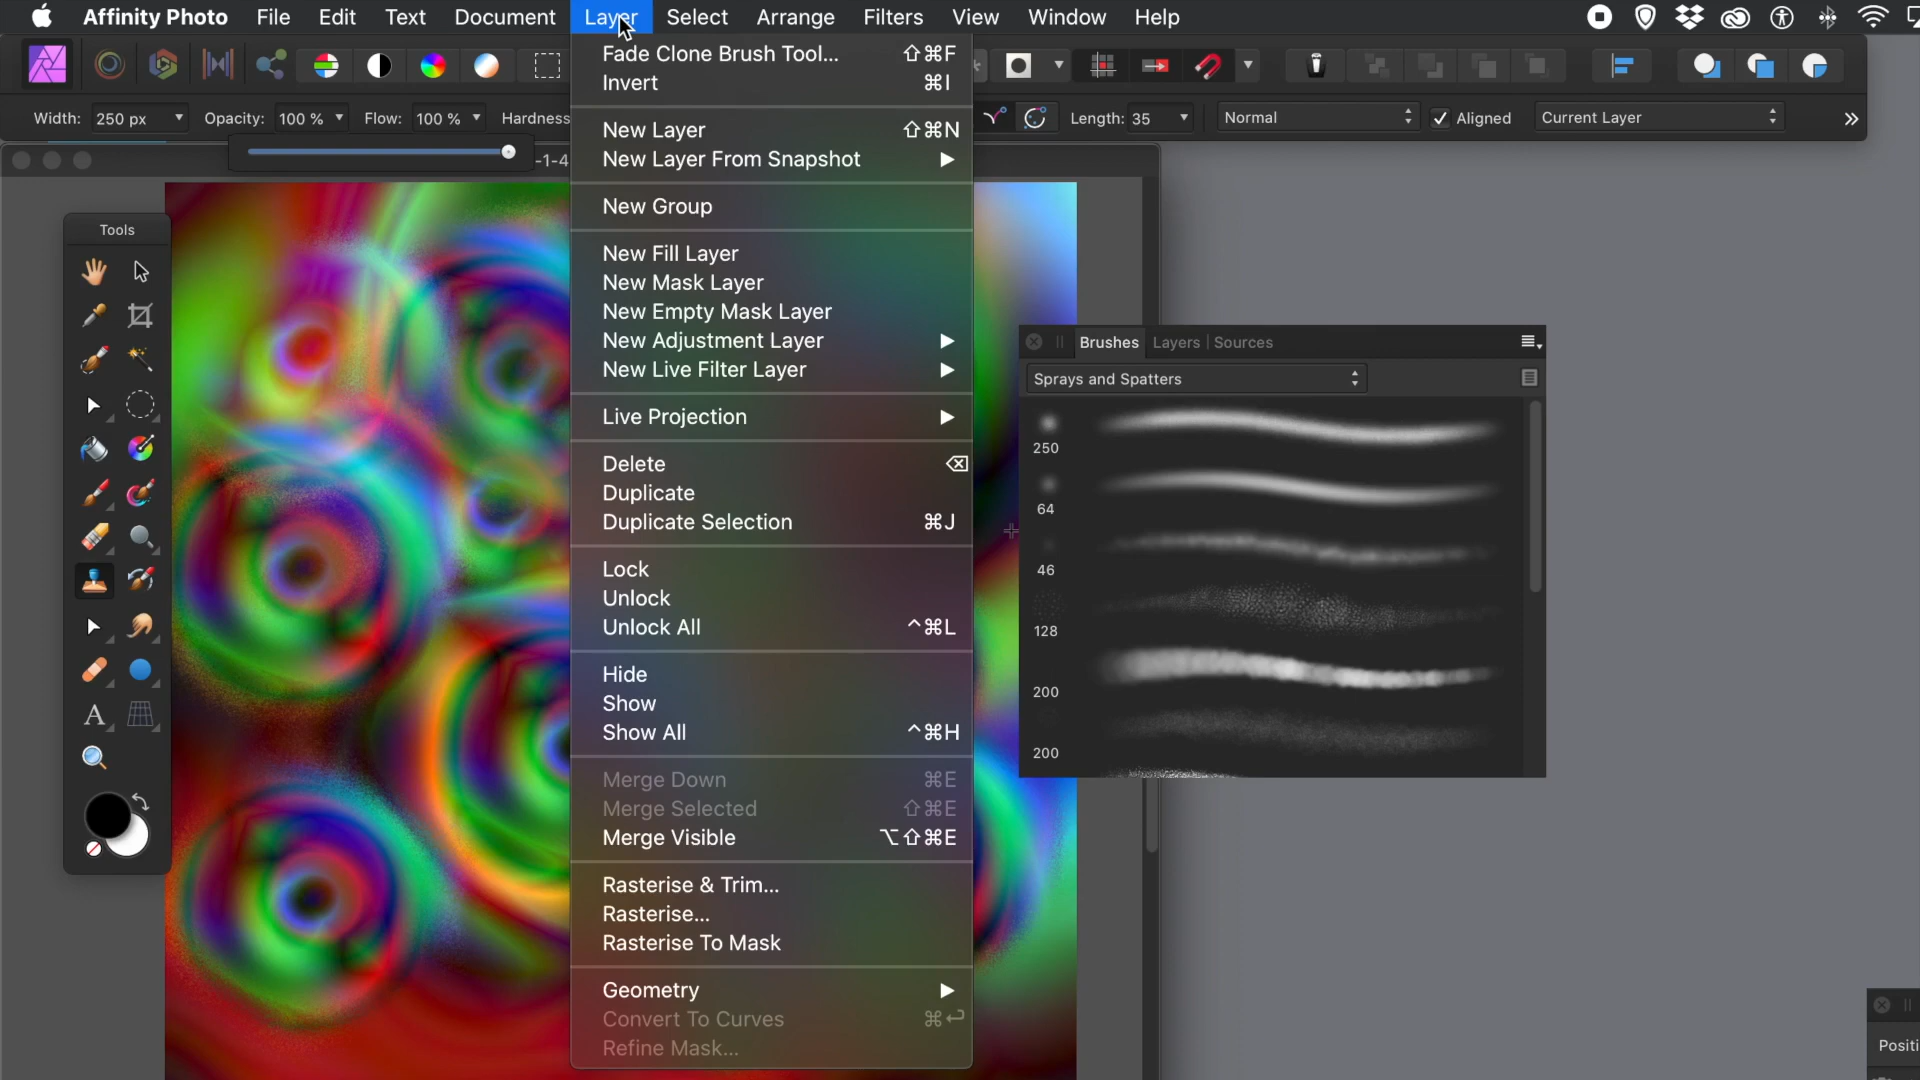 Affinity Photo File Edit Text Document Layer Select Arrange Filters View Window Help
Width: 250 px Opacity: 100 % Flow: 100 % Hardness Length: 35 Normal Aligned Current Layer
-1-4
Tools
Fade Clone Brush Tool... ⇧⌘F
Invert ⌘I
New Layer ⇧⌘N
New Layer From Snapshot
New Group
New Fill Layer
New Mask Layer
New Empty Mask Layer
New Adjustment Layer
New Live Filter Layer
Live Projection
Delete ⌫
Duplicate
Duplicate Selection ⌘J
Lock
Unlock
Unlock All ^⌘L
Hide
Show
Show All ^⌘H
Merge Down ⌘E
Merge Selected ⇧⌘E
Merge Visible ⌥⇧⌘E
Rasterise & Trim...
Rasterise...
Rasterise To Mask
Geometry
Convert To Curves ⌘↩
Refine Mask...
Brushes Layers Sources
Sprays and Spatters
250
64
46
128
200
200
Positi